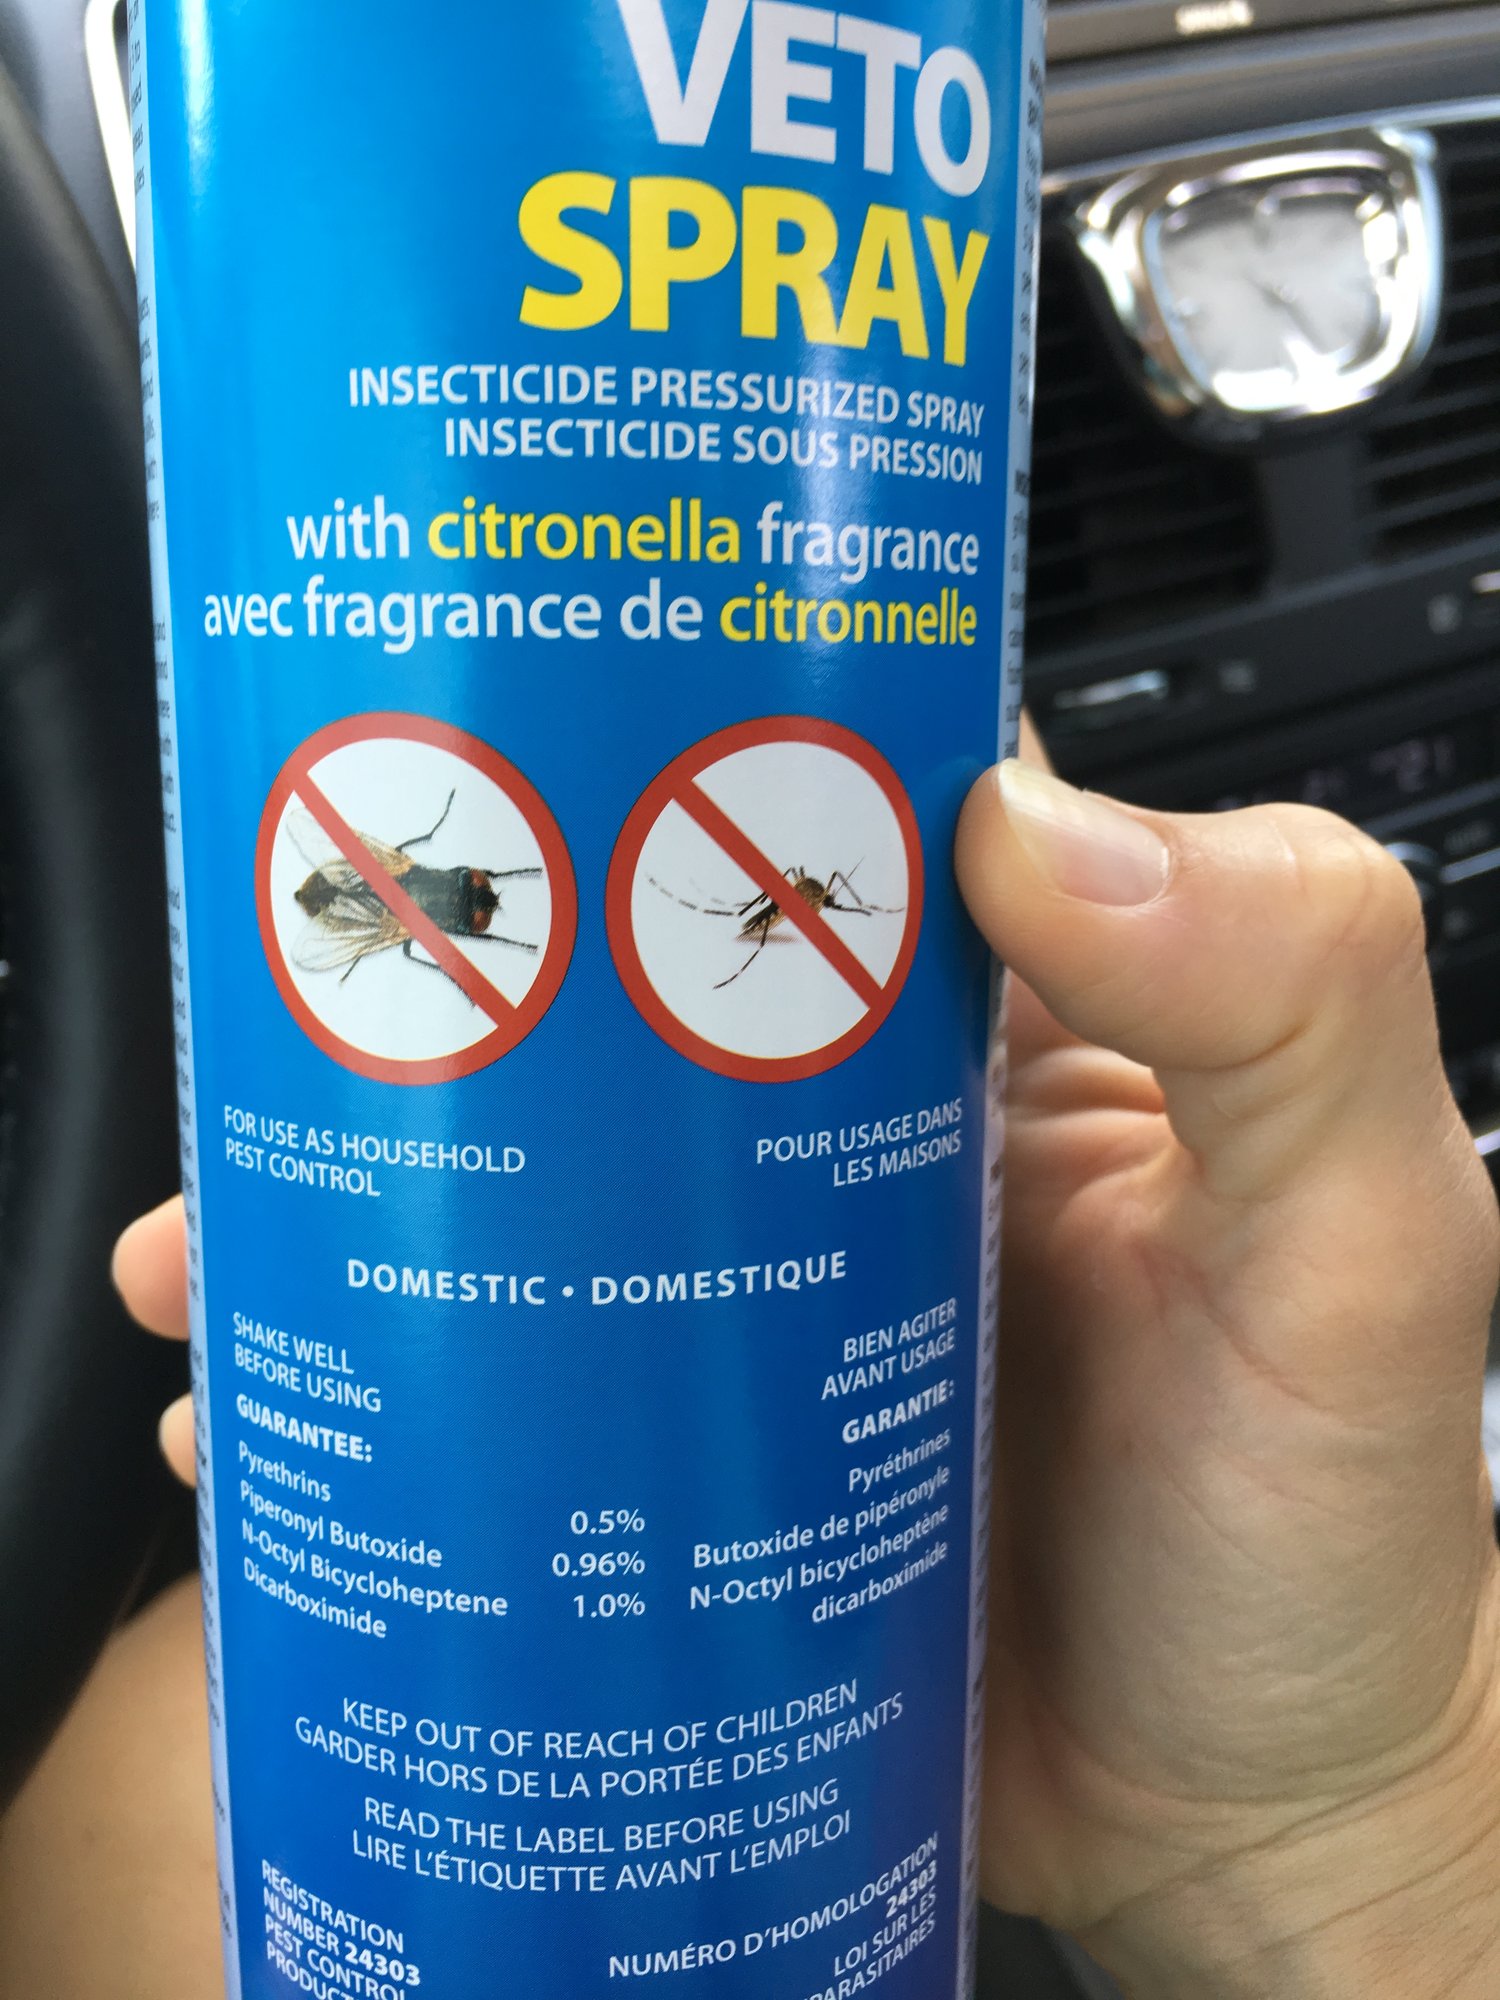 VETO
SPRAY
INSECTICIDE PRESSURIZED SPRAY
INSECTICIDE SOUS PRESSION
with citronella fragrance
avec fragrance de citronnelle
FOR USE AS HOUSEHOLD
PEST CONTROL
POUR USAGE DANS
LES MAISONS
DOMESTIC • DOMESTIQUE
SHAKE WELL
BEFORE USING
BIEN AGITER
AVANT USAGE
GUARANTEE:
Pyrethrins 0.5%
Piperonyl Butoxide 0.96%
N-Octyl Bicycloheptene 1.0%
Dicarboximide
GARANTIE:
Pyréthrines
Butoxide de pipéronyle
N-Octyl bicycloheptène
dicarboximide
KEEP OUT OF REACH OF CHILDREN
GARDER HORS DE LA PORTÉE DES ENFANTS
READ THE LABEL BEFORE USING
LIRE L'ÉTIQUETTE AVANT L'EMPLOI
REGISTRATION
NUMBER 24303
PEST CONTROL
NUMÉRO D'HOMOLOGATION
24303
LOI SUR LES